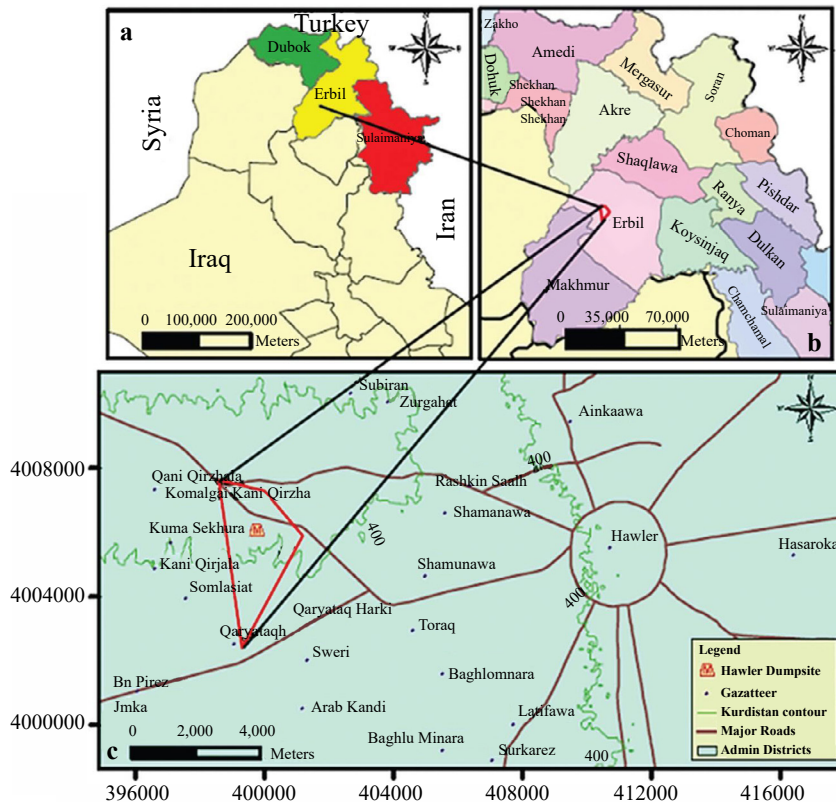 a
Turkey
Dubok
Erbil
Sulaimaniye
Syria
Iran
Iraq
0 100,000 200,000
Meters
Zakho
Amedi
Dohuk
Mergasur
Soran
Shekhan
Shekhan
Shekhan
Akre
Choman
Shaqlawa
Ranya
Pishdar
Erbil
Koysinjaq
Dulkan
Makhmur
Chamchamal
Sulaimaniya
0 35,000 70,000
Meters
b
Subiran
Zurgahat
Ainkaawa
4008000
400
Qani Qirzhala
Rashkin Saalh
Komalgai Kani Qirzha
Shamanawa
Kuma Sekhura
400
Hawler
Hasaroka
Kani Qirjala
Shamunawa
4004000
Somlasiat
400
Qaryataq Harki
Qaryataqh
Toraq
Sweri
Bn Pirez
Baghlomnara
Jmka
Arab Kandi
Latifawa
4000000
0 2,000 4,000
Meters
c
Baghlu Minara
Surkarez
400
Legend
Hawler Dumpsite
Gazatteer
Kurdistan contour
Major Roads
Admin Districts
396000 400000 404000 408000 412000 416000